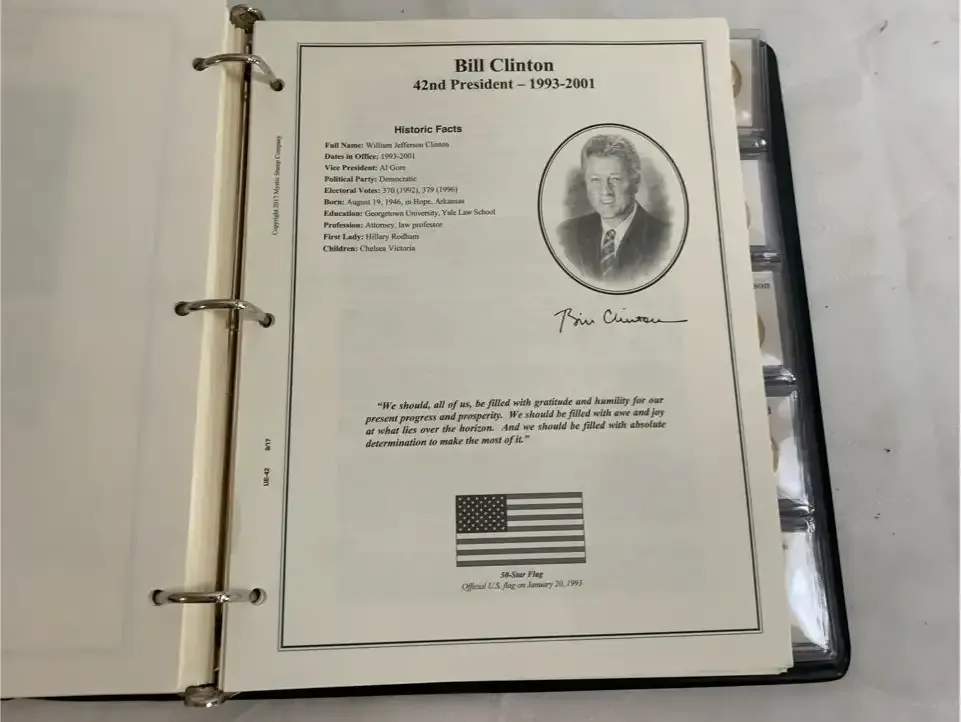 Bill Clinton
42nd President – 1993-2001
Historic Facts
Full Name: William Jefferson Clinton
Dates in Office: 1993-2001
Vice President: Al Gore
Political Party: Democratic
Electoral Votes: 370 (1992), 379 (1996)
Born: August 19, 1946, in Hope, Arkansas
Education: Georgetown University, Yale Law School
Profession: Attorney, law professor
First Lady: Hillary Rodham
Children: Chelsea Victoria
Bill Clinton
"We should, all of us, be filled with gratitude and humility for our
present progress and prosperity. We should be filled with awe and joy
at what lies over the horizon. And we should be filled with absolute
determination to make the most of it."
50-Star Flag
Official U.S. flag on January 20, 1993
Copyright 2017 Mystic Stamp Company
UE-42 9/17
son